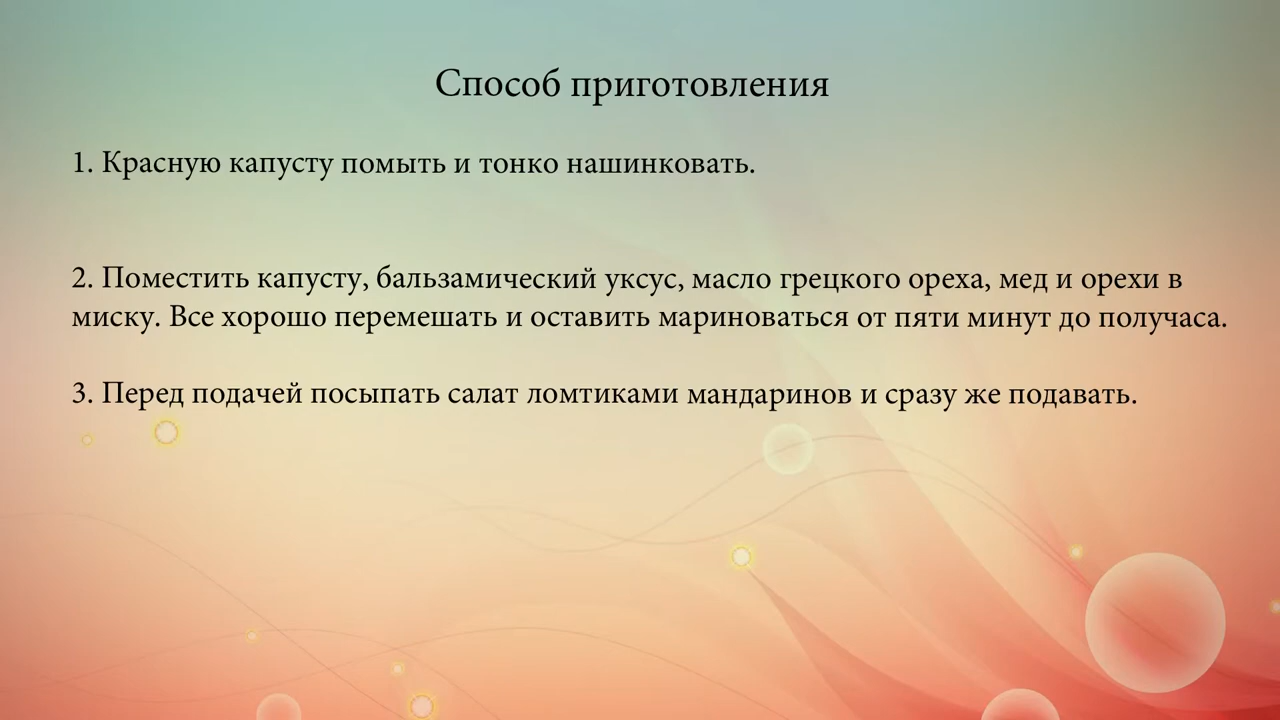 Способ приготовления
1. Красную капусту помыть и тонко нашинковать.
2. Поместить капусту, бальзамический уксус, масло грецкого ореха, мед и орехи в
миску. Все хорошо перемешать и оставить мариноваться от пяти минут до получаса.
3. Перед подачей посыпать салат ломтиками мандаринов и сразу же подавать.